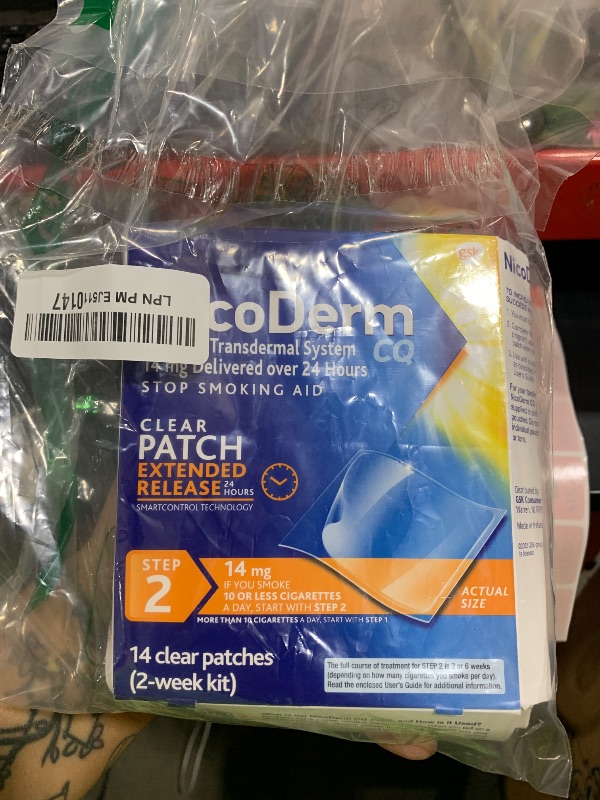 gsk
LPN PM EJ51110147
coDerm
CQ
Transdermal System
14 mg Delivered over 24 Hours
STOP SMOKING AID
CLEAR
PATCH
EXTENDED
RELEASE 24 HOURS
SMARTCONTROL TECHNOLOGY
STEP
2
14 mg
IF YOU SMOKE
10 OR LESS CIGARETTES
A DAY, START WITH STEP 2
MORE THAN 10 CIGARETTES A DAY, START WITH STEP 1
ACTUAL
SIZE
14 clear patches
(2-week kit)
The full course of treatment for STEP 2 is 2 or 6 weeks
(depending on how many cigarettes you smoke per day).
Read the enclosed User's Guide for additional information.
Distributed by